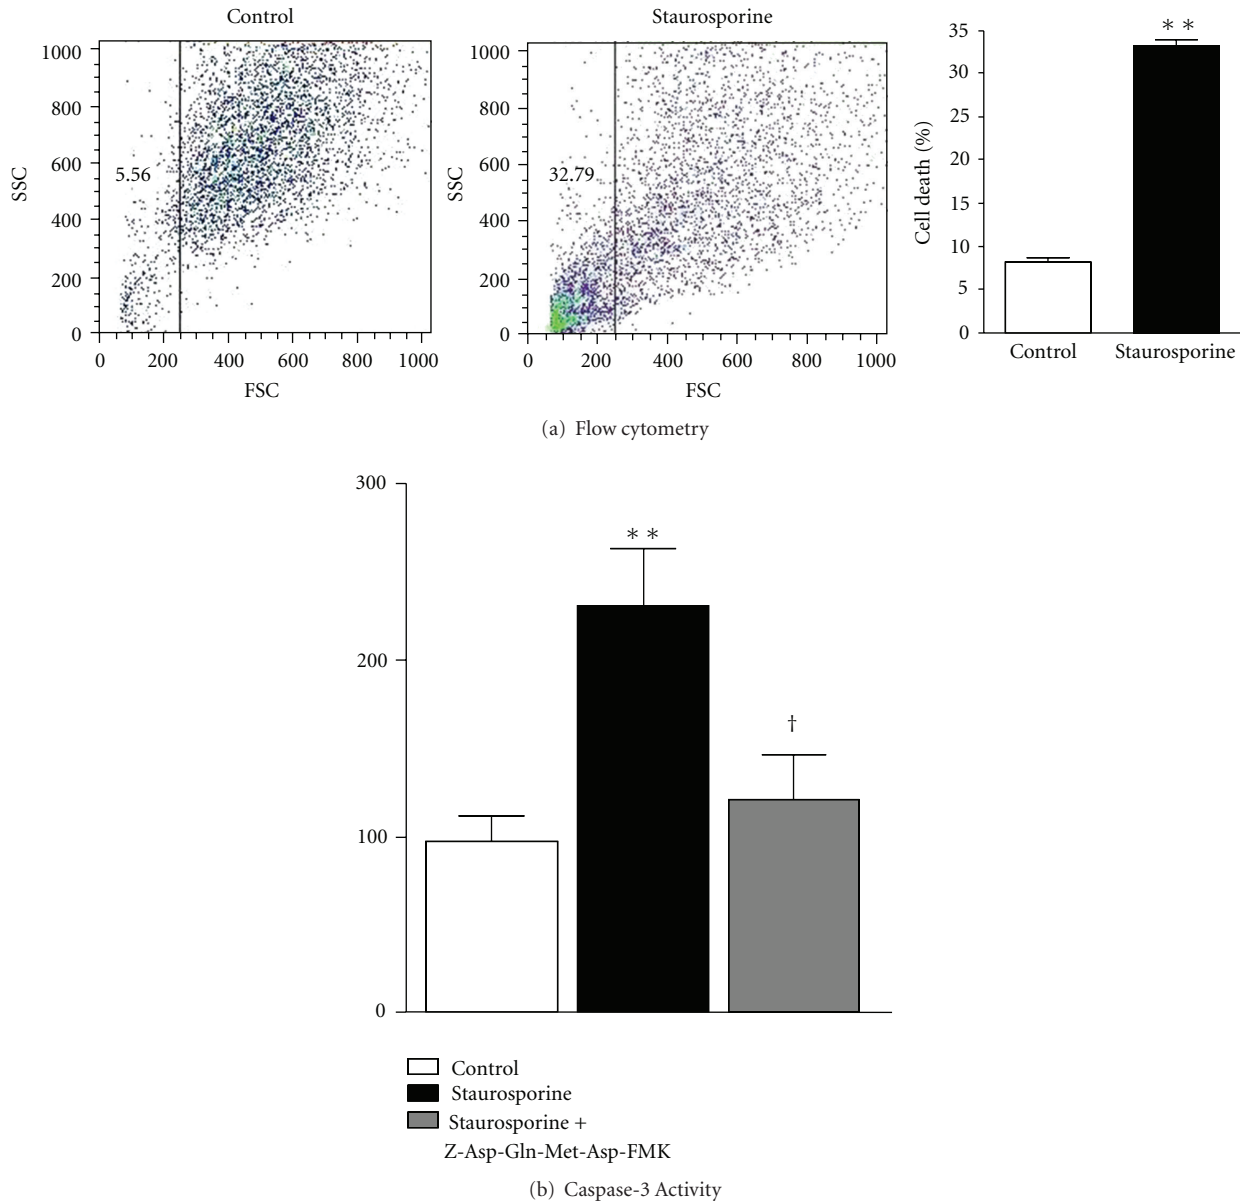 Control
1000
800
600
400
200
0
SSC
5.56
0 200 400 600 800 1000
FSC
Staurosporine
1000
800
600
400
200
0
SSC
32.79
0 200 400 600 800 1000
FSC
35
30
25
20
15
10
5
0
Cell death (%)
∗∗
Control Staurosporine
(a) Flow cytometry
300
200
100
0
∗∗
†
Control
Staurosporine
Staurosporine +
Z-Asp-Gln-Met-Asp-FMK
(b) Caspase-3 Activity